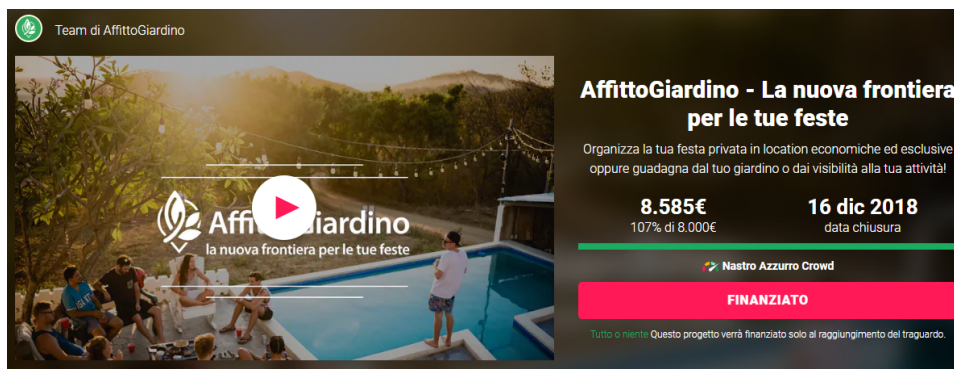 Team di AffittoGiardino
AffittoGiardino
la nuova frontiera per le tue feste
AffittoGiardino - La nuova frontiera
per le tue feste
Organizza la tua festa privata in location economiche ed esclusive
oppure guadagna dal tuo giardino o dai visibilità alla tua attività!
8.585€
107% di 8.000€
16 dic 2018
data chiusura
Nastro Azzurro Crowd
FINANZIATO
Tutto o niente Questo progetto verrà finanziato solo al raggiungimento del traguardo.